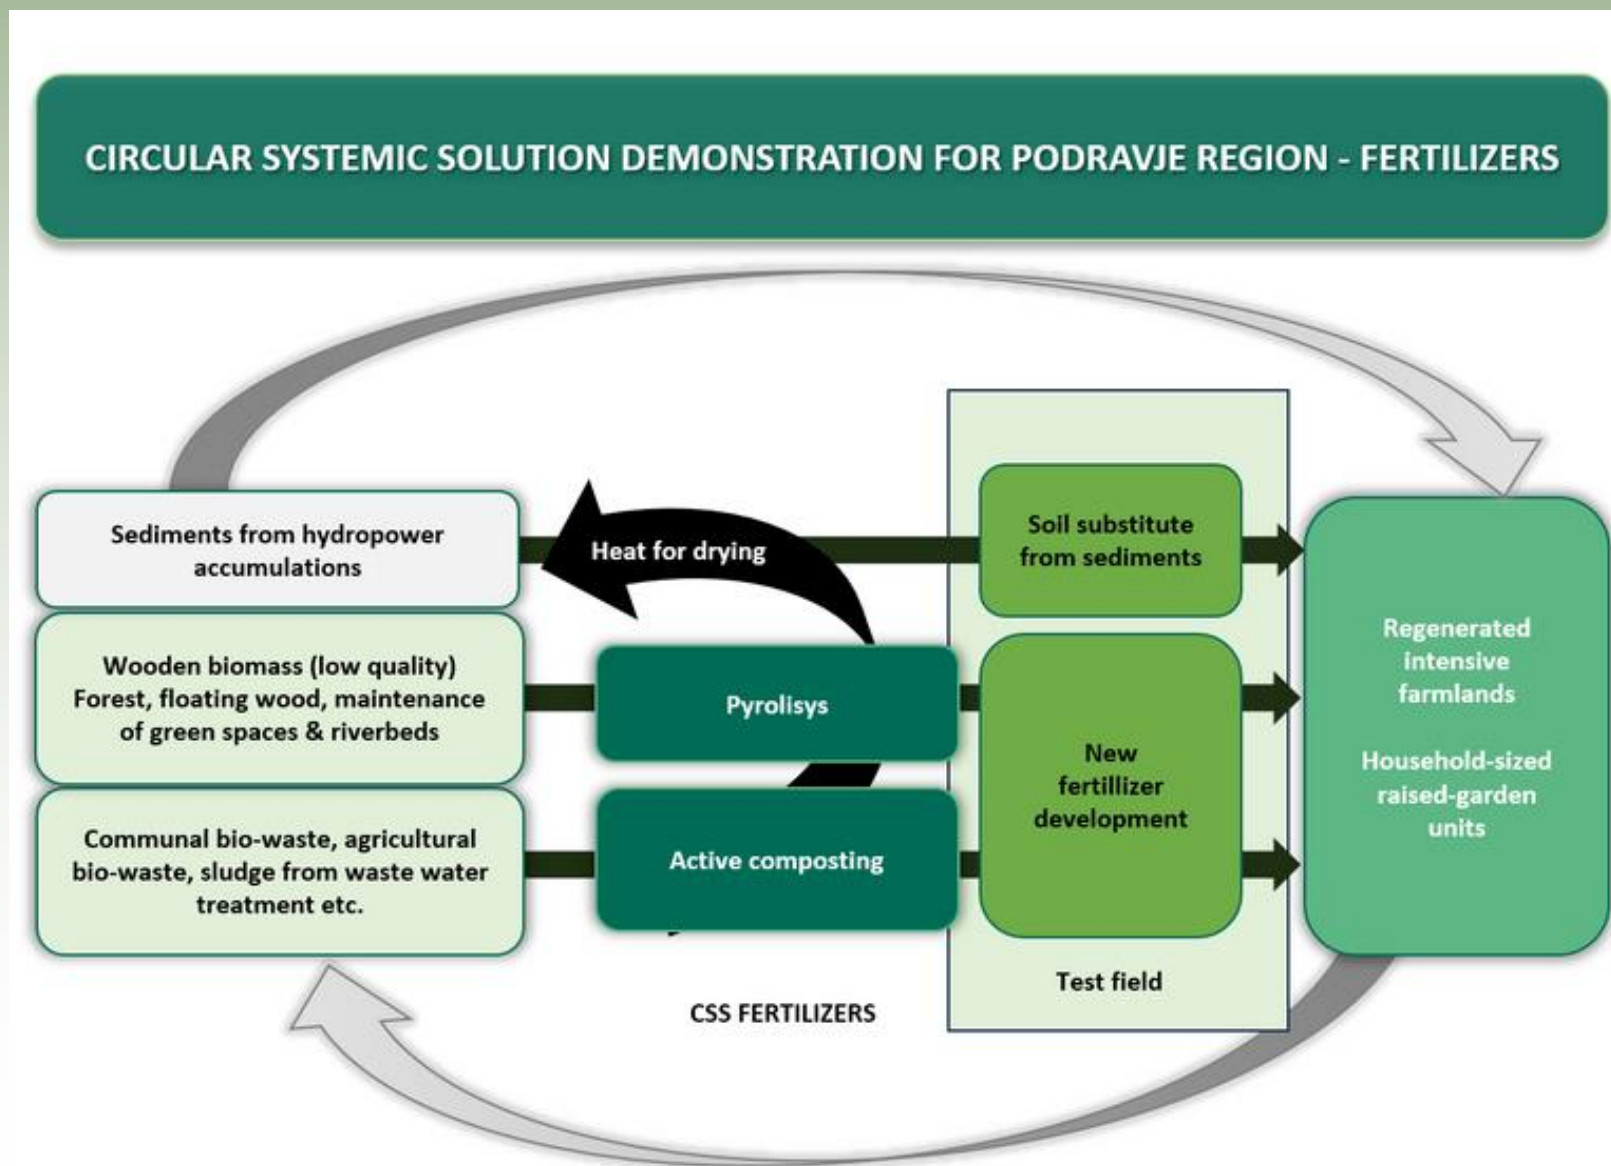 CIRCULAR SYSTEMIC SOLUTION DEMONSTRATION FOR PODRAVJE REGION - FERTILIZERS
Sediments from hydropower
accumulations
Heat for drying
Soil substitute
from sediments
Wooden biomass (low quality)
Forest, floating wood, maintenance
of green spaces & riverbeds
Pyrolisys
New
fertillizer
development
Regenerated
intensive
farmlands
Household-sized
raised-garden
units
Communal bio-waste, agricultural
bio-waste, sludge from waste water
treatment etc.
Active composting
Test field
CSS FERTILIZERS